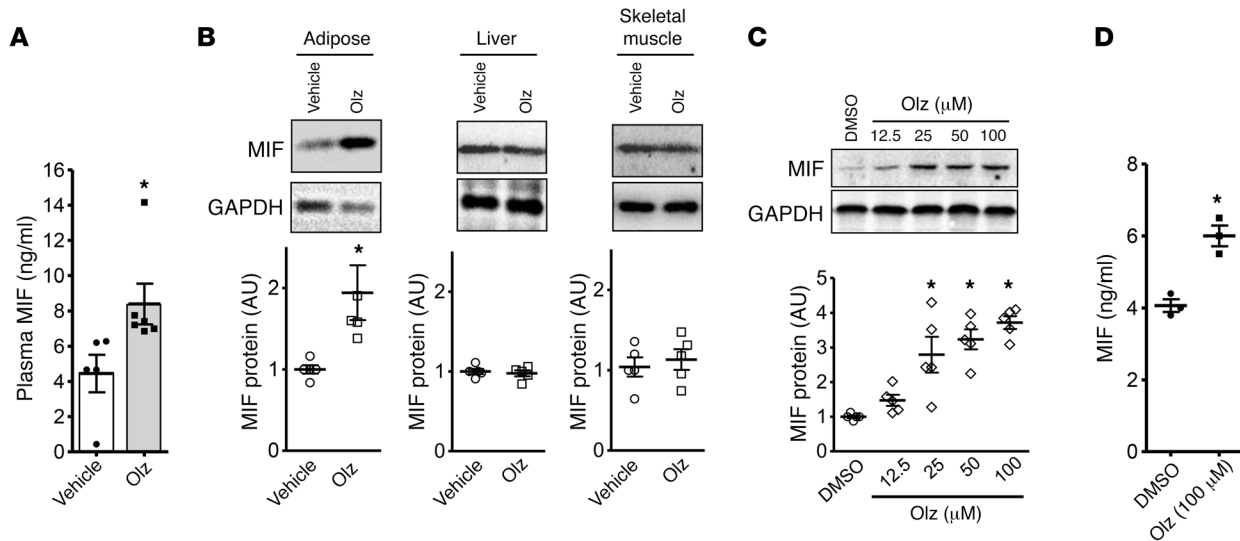 A
Plasma MIF (ng/ml)
16
14
12
10
8
6
4
2
0
*
Vehicle
Olz
B
Adipose
Liver
Skeletal
muscle
Vehicle
Olz
Vehicle
Olz
Vehicle
Olz
MIF
GAPDH
MIF protein (AU)
2
1
0
*
Vehicle
Olz
MIF protein (AU)
2
1
0
Vehicle
Olz
MIF protein (AU)
2
1
0
Vehicle
Olz
C
DMSO
Olz (μM)
12.5 25 50 100
MIF
GAPDH
MIF protein (AU)
5
4
3
2
1
0
* * *
DMSO
12.5
25
50
100
Olz (μM)
D
MIF (ng/ml)
8
6
4
2
0
*
DMSO
Olz (100 μM)